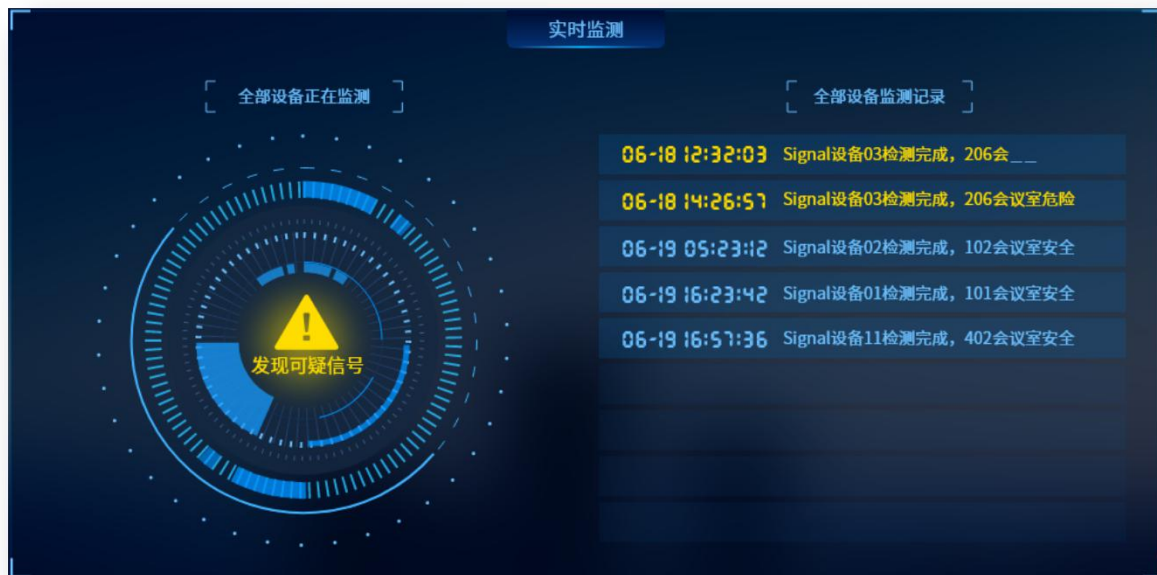 实时监测
全部设备正在监测
发现可疑信号
全部设备监测记录
06-18 12:32:03 Signal设备03检测完成，206会__
06-18 14:26:57 Signal设备03检测完成，206会议室危险
06-19 05:23:12 Signal设备02检测完成，102会议室安全
06-19 16:23:42 Signal设备01检测完成，101会议室安全
06-19 16:57:36 Signal设备11检测完成，402会议室安全